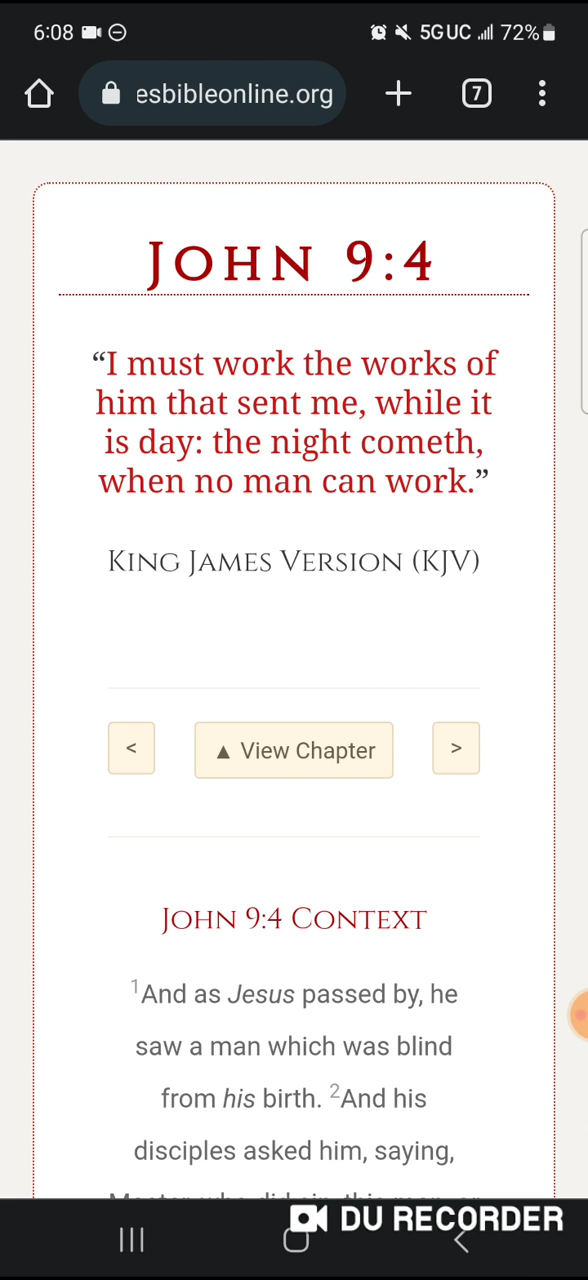 6:08 5G UC 72%
esbibleonline.org 7
JOHN 9:4
“I must work the works of
him that sent me, while it
is day: the night cometh,
when no man can work.”
KING JAMES VERSION (KJV)
< ▲ View Chapter >
JOHN 9:4 CONTEXT
1And as Jesus passed by, he
saw a man which was blind
from his birth. 2And his
disciples asked him, saying,
DU RECORDER